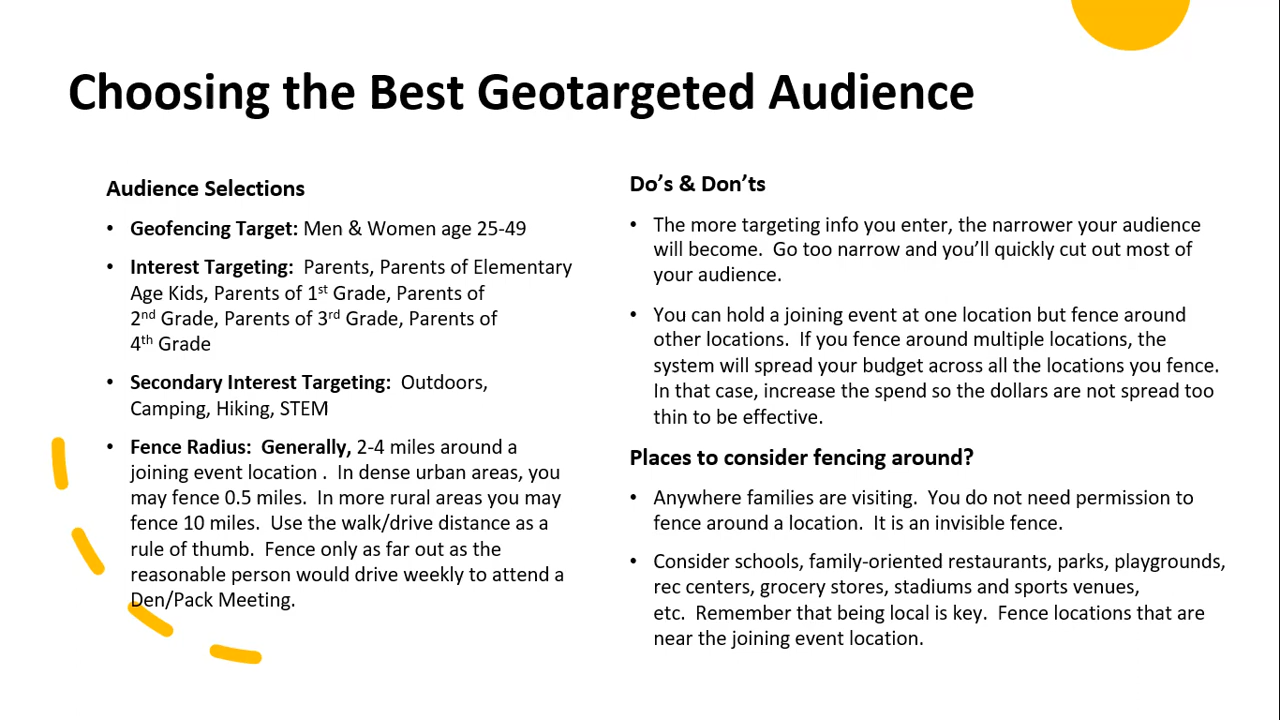 Choosing the Best Geotargeted Audience
Audience Selections
• Geofencing Target: Men & Women age 25-49
• Interest Targeting:  Parents, Parents of Elementary
Age Kids, Parents of 1st Grade, Parents of
2nd Grade, Parents of 3rd Grade, Parents of
4th Grade
• Secondary Interest Targeting:  Outdoors,
Camping, Hiking, STEM
• Fence Radius:  Generally, 2-4 miles around a
joining event location .  In dense urban areas, you
may fence 0.5 miles.  In more rural areas you may
fence 10 miles.  Use the walk/drive distance as a
rule of thumb.  Fence only as far out as the
reasonable person would drive weekly to attend a
Den/Pack Meeting.
Do’s & Don’ts
• The more targeting info you enter, the narrower your audience
will become.  Go too narrow and you’ll quickly cut out most of
your audience.
• You can hold a joining event at one location but fence around
other locations.  If you fence around multiple locations, the
system will spread your budget across all the locations you fence.
In that case, increase the spend so the dollars are not spread too
thin to be effective.
Places to consider fencing around?
• Anywhere families are visiting.  You do not need permission to
fence around a location.  It is an invisible fence.
• Consider schools, family-oriented restaurants, parks, playgrounds,
rec centers, grocery stores, stadiums and sports venues,
etc.  Remember that being local is key.  Fence locations that are
near the joining event location.